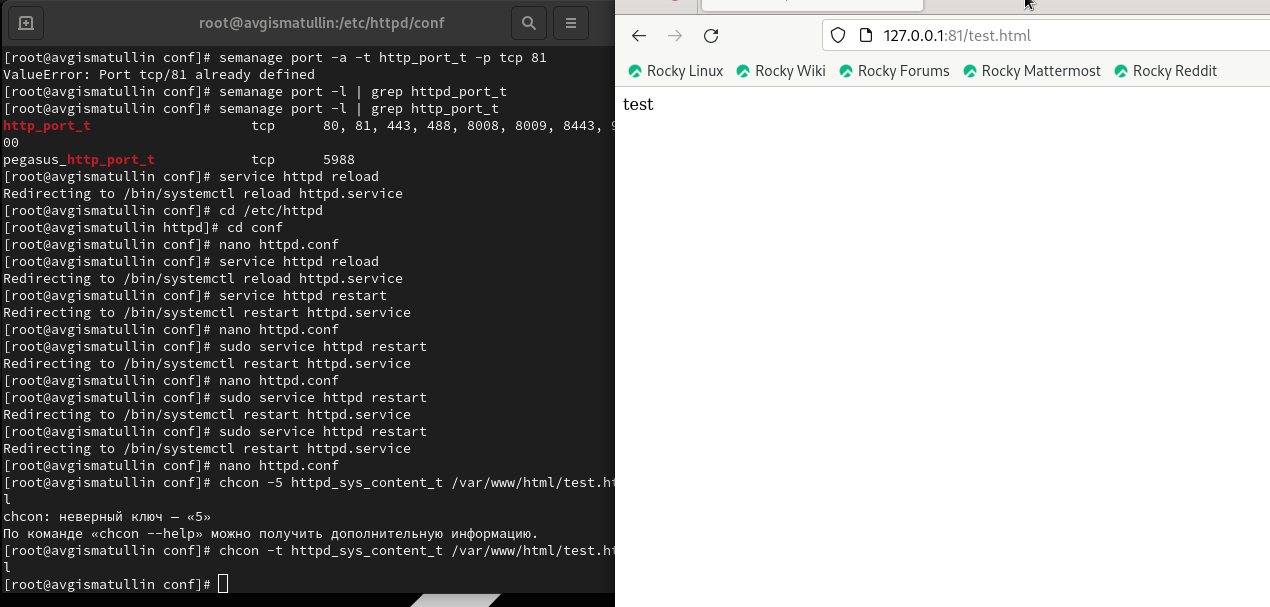 root@avgismatullin:/etc/httpd/conf
[root@avgismatullin conf]# semanage port -a -t http_port_t -p tcp 81
ValueError: Port tcp/81 already defined
[root@avgismatullin conf]# semanage port -l | grep httpd_port_t
[root@avgismatullin conf]# semanage port -l | grep http_port_t
http_port_t                    tcp      80, 81, 443, 488, 8008, 8009, 8443,
00
pegasus_http_port_t            tcp      5988
[root@avgismatullin conf]# service httpd reload
Redirecting to /bin/systemctl reload httpd.service
[root@avgismatullin conf]# cd /etc/httpd
[root@avgismatullin httpd]# cd conf
[root@avgismatullin conf]# nano httpd.conf
[root@avgismatullin conf]# service httpd reload
Redirecting to /bin/systemctl reload httpd.service
[root@avgismatullin conf]# service httpd restart
Redirecting to /bin/systemctl restart httpd.service
[root@avgismatullin conf]# nano httpd.conf
[root@avgismatullin conf]# sudo service httpd restart
Redirecting to /bin/systemctl restart httpd.service
[root@avgismatullin conf]# nano httpd.conf
[root@avgismatullin conf]# sudo service httpd restart
Redirecting to /bin/systemctl restart httpd.service
[root@avgismatullin conf]# sudo service httpd restart
Redirecting to /bin/systemctl restart httpd.service
[root@avgismatullin conf]# nano httpd.conf
[root@avgismatullin conf]# chcon -5 httpd_sys_content_t /var/www/html/test.ht
l
chcon: неверный ключ — «5»
По команде «chcon --help» можно получить дополнительную информацию.
[root@avgismatullin conf]# chcon -t httpd_sys_content_t /var/www/html/test.ht
l
[root@avgismatullin conf]#
127.0.0.1:81/test.html
Rocky Linux Rocky Wiki Rocky Forums Rocky Mattermost Rocky Reddit
test